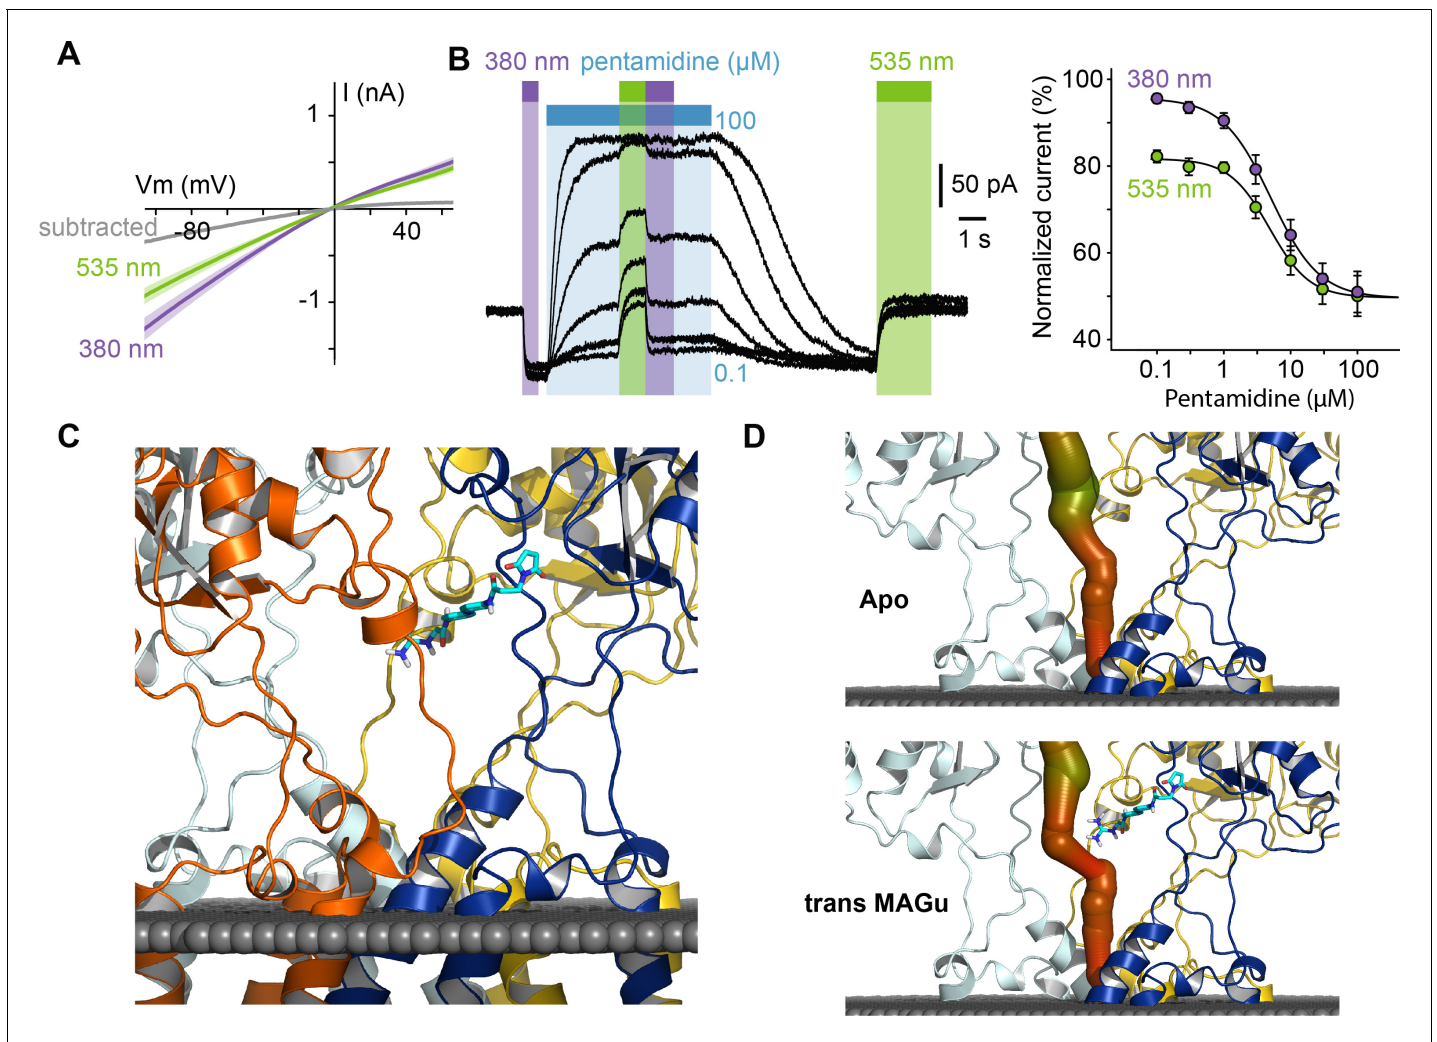 A
I (nA)
1
Vm (mV)
subtracted
-80
40
535 nm
-1
380 nm
B
380 nm
pentamidine (µM)
535 nm
100
50 pA
1 s
0.1
Normalized current (%)
100
80
60
40
380 nm
535 nm
0.1
1
10
100
Pentamidine (µM)
C
D
Apo
trans MAGu